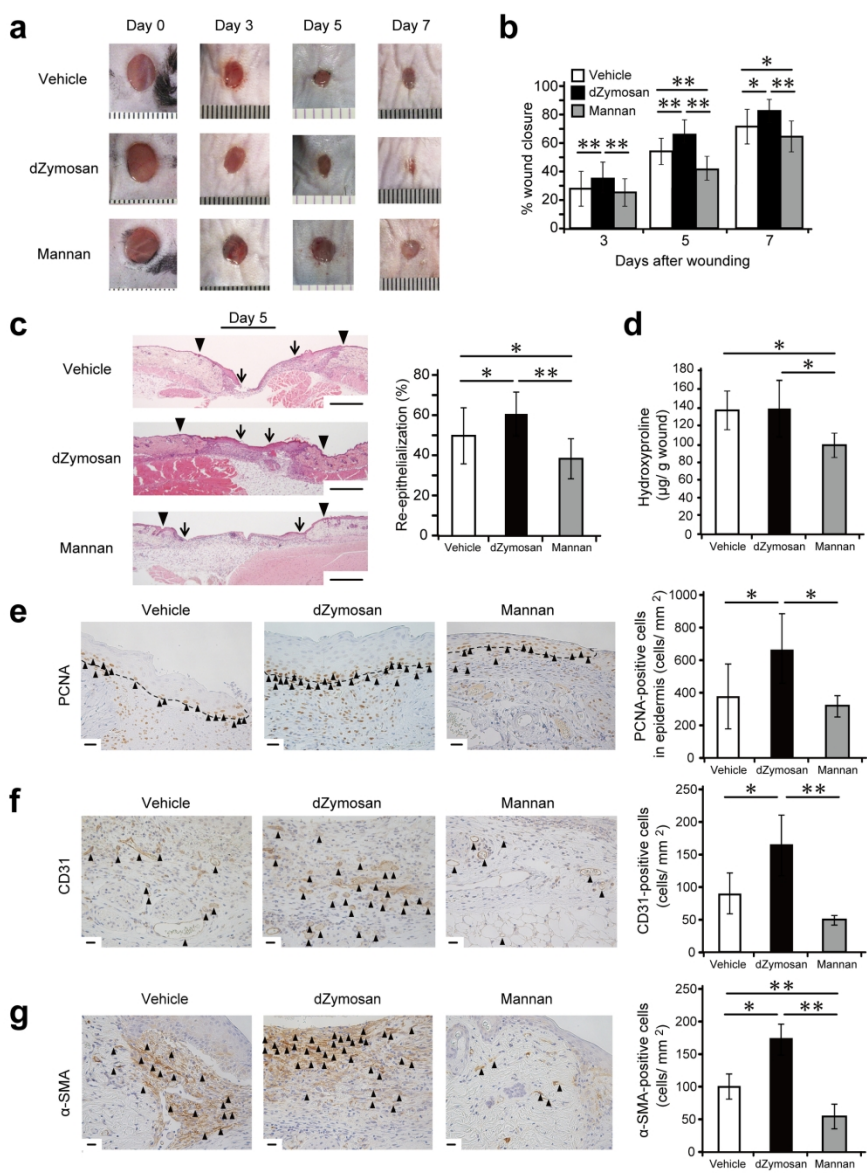 a
Day 0 Day 3 Day 5 Day 7
Vehicle
dZymosan
Mannan
b
Vehicle
dZymosan
Mannan
** ** ** ** ** * * **
% wound closure
80
70
60
50
40
30
20
10
0
3 5 7
Days after wounding
c
Day 5
Vehicle
dZymosan
Mannan
Re-epithelialization (%)
80
60
40
20
0
* * **
Vehicle dZymosan Mannan
d
Hydroxyproline
(μg/ g wound)
180
160
140
120
100
80
60
40
20
0
* *
Vehicle dZymosan Mannan
e
Vehicle dZymosan Mannan
PCNA
PCNA-positive cells
in epidermis (cells/ mm 2)
1000
800
600
400
200
0
* *
Vehicle dZymosan Mannan
f
Vehicle dZymosan Mannan
CD31
CD31-positive cells
(cells/ mm 2)
250
200
150
100
50
0
* **
Vehicle dZymosan Mannan
g
Vehicle dZymosan Mannan
α-SMA
α-SMA-positive cells
(cells/ mm 2)
250
200
150
100
50
0
** * **
Vehicle dZymosan Mannan